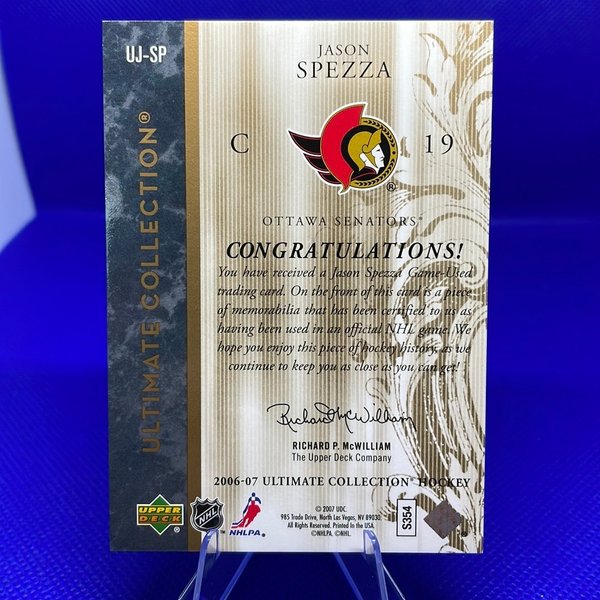 UJ-SP
JASON
SPEZZA
C
19
ULTIMATE COLLECTION®
®
OTTAWA SENATORS™
CONGRATULATIONS!
You have received a Jason Spezza Game-Used
trading card. On the front of this card is a piece
of memorabilia that has been certified to us as
having been used in an official NHL game. We
hope you enjoy this piece of hockey history, as we
continue to keep you as close as you can get!
Richard P. McWilliam
RICHARD P. McWILLIAM
The Upper Deck Company
2006-07 ULTIMATE COLLECTION® HOCKEY
UPPER
DECK
®
NHL
™
NHLPA.
© 2007 UDC.
985 Trade Drive, North Las Vegas, NV 89030.
All Rights Reserved. Printed in the USA.
©NHLPA. ©NHL.
S354